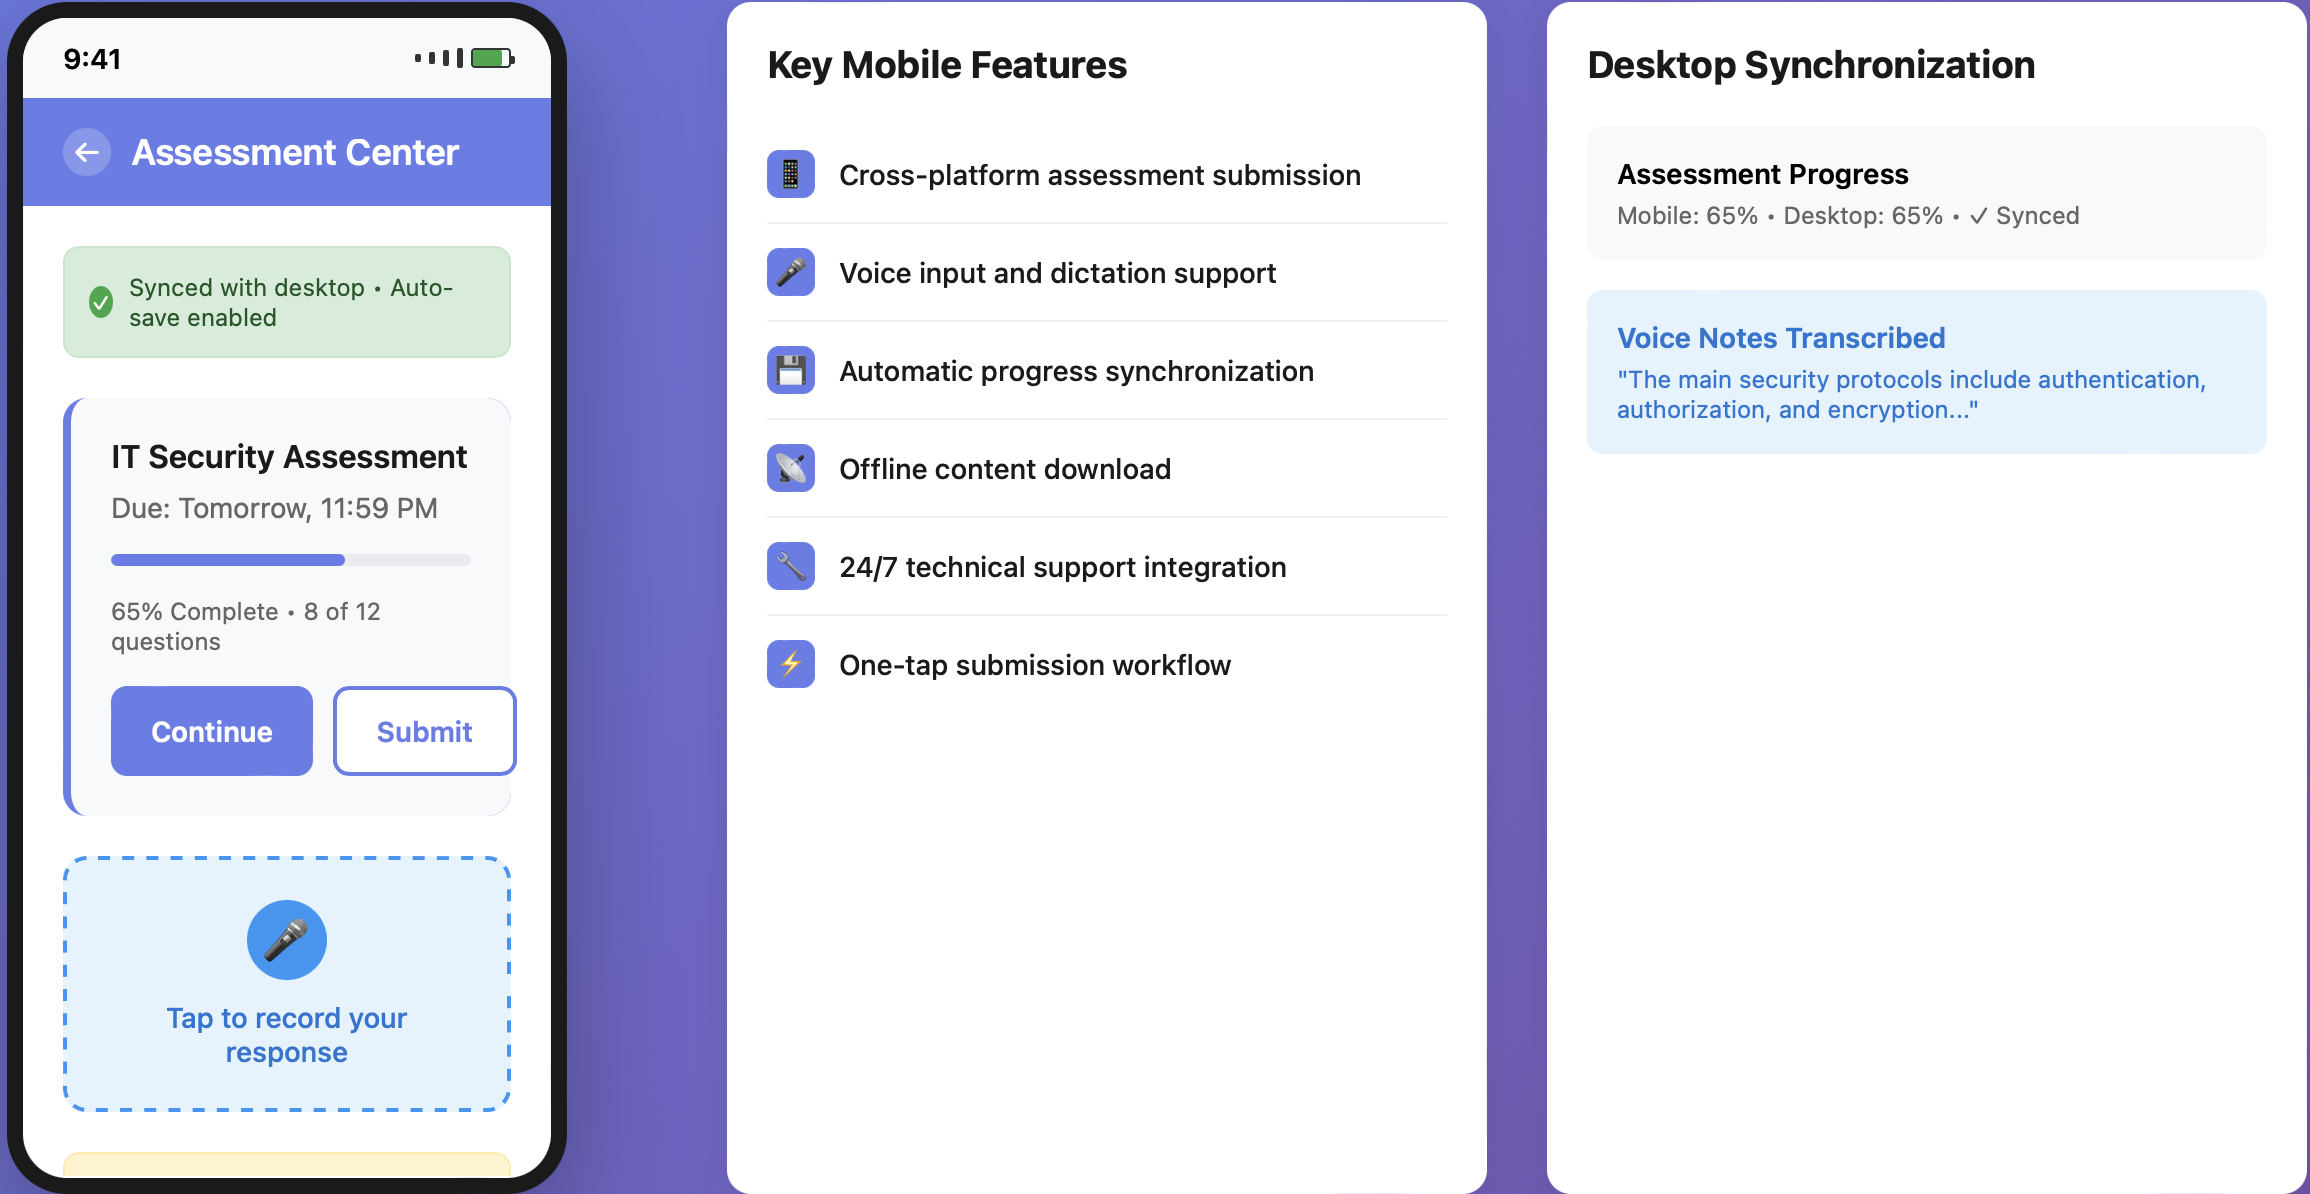 9:41
Assessment Center
Synced with desktop • Auto-
save enabled
IT Security Assessment
Due: Tomorrow, 11:59 PM
65% Complete • 8 of 12
questions
Continue
Submit
Tap to record your
response
Key Mobile Features
Cross-platform assessment submission
Voice input and dictation support
Automatic progress synchronization
Offline content download
24/7 technical support integration
One-tap submission workflow
Desktop Synchronization
Assessment Progress
Mobile: 65% • Desktop: 65% • ✓ Synced
Voice Notes Transcribed
"The main security protocols include authentication,
authorization, and encryption..."